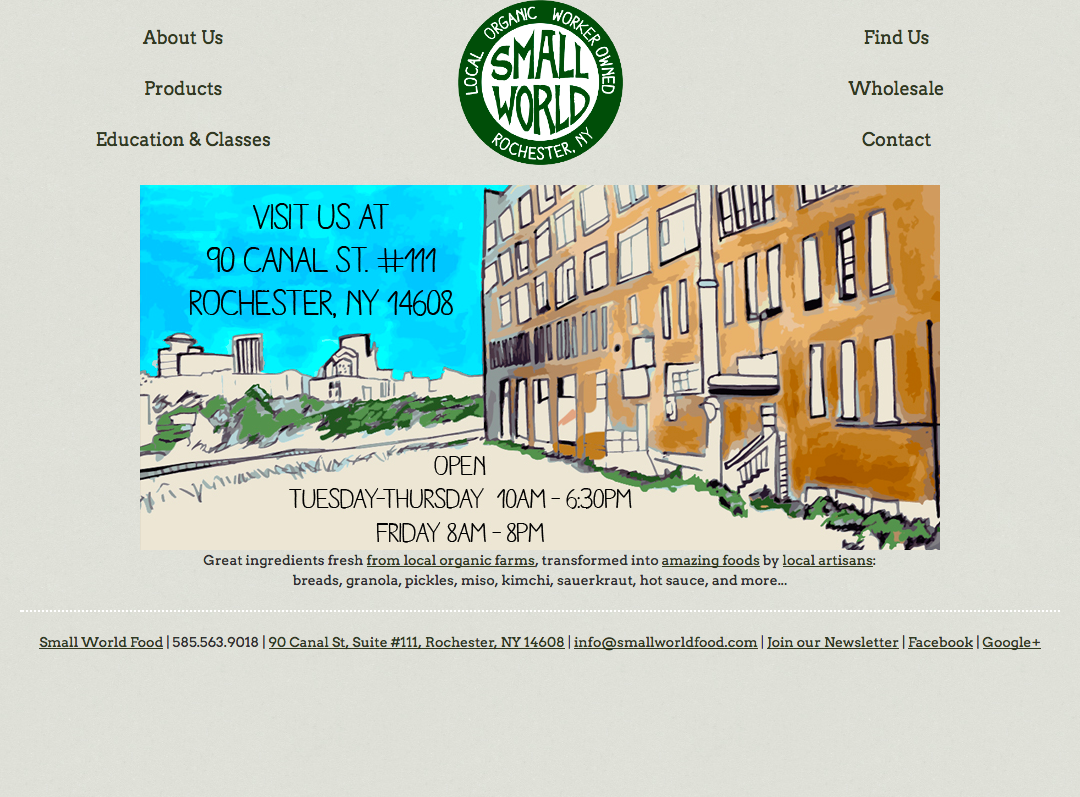 About Us
Products
Education & Classes
LOCAL ORGANIC WORKER OWNED
SMALL
WORLD
ROCHESTER, NY
Find Us
Wholesale
Contact
VISIT US AT
90 CANAL ST. #111
ROCHESTER, NY 14608
OPEN
TUESDAY-THURSDAY 10AM - 6:30PM
FRIDAY 8AM - 8PM
Great ingredients fresh from local organic farms, transformed into amazing foods by local artisans:
breads, granola, pickles, miso, kimchi, sauerkraut, hot sauce, and more...
Small World Food | 585.563.9018 | 90 Canal St, Suite #111, Rochester, NY 14608 | info@smallworldfood.com | Join our Newsletter | Facebook | Google+